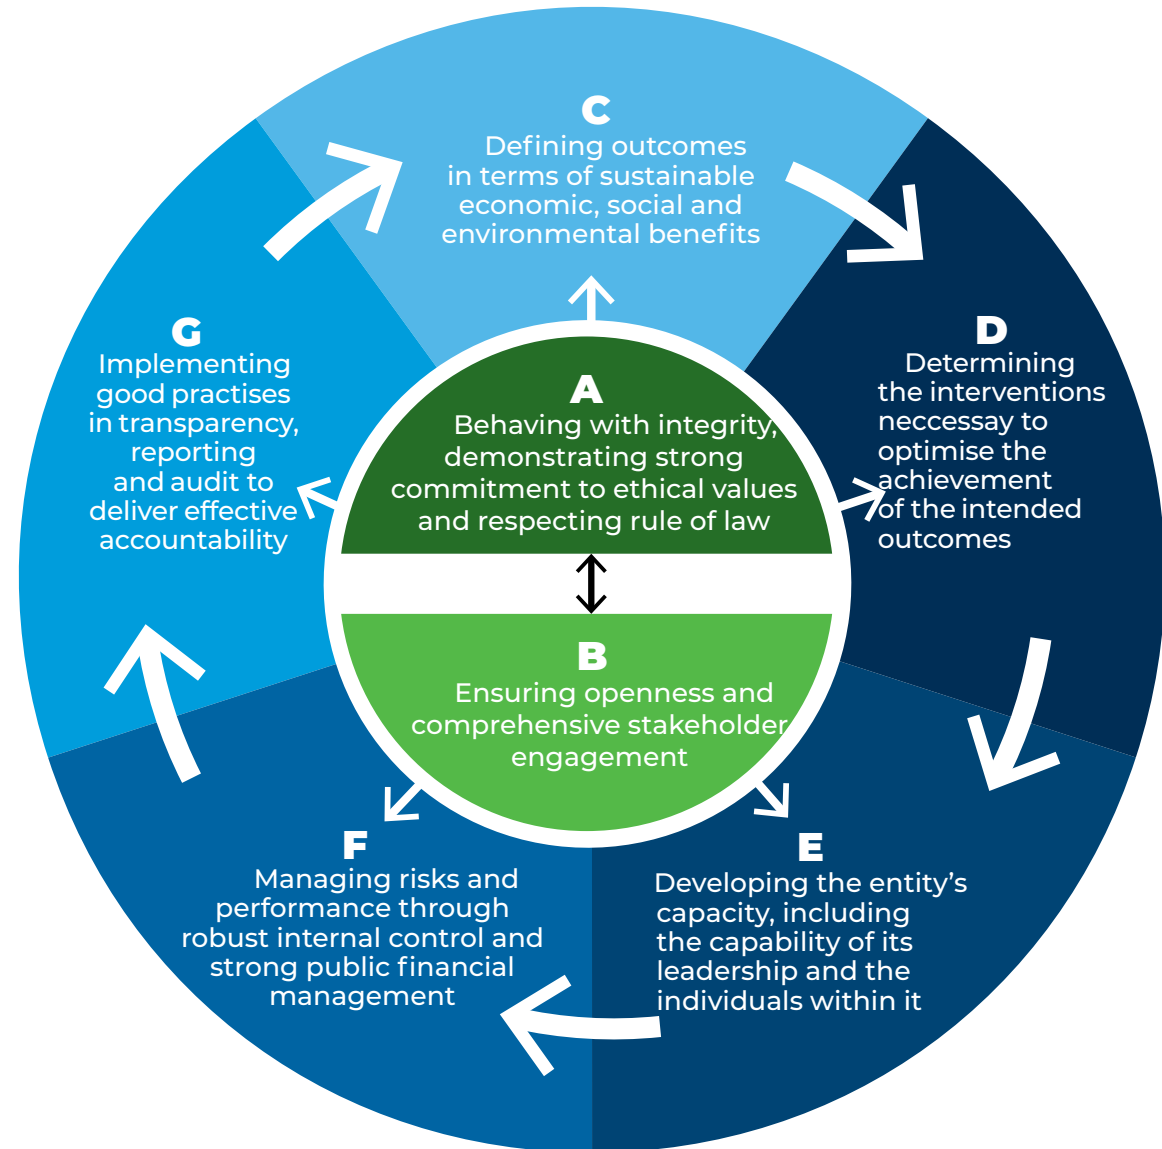 A
Behaving with integrity,
demonstrating strong
commitment to ethical values
and respecting rule of law
B
Ensuring openness and
comprehensive stakeholder
engagement
C
Defining outcomes
in terms of sustainable
economic, social and
environmental benefits
D
Determining
the interventions
neccessay to
optimise the
achievement
of the intended
outcomes
E
Developing the entity’s
capacity, including
the capability of its
leadership and the
individuals within it
F
Managing risks and
performance through
robust internal control and
strong public financial
management
G
Implementing
good practises
in transparency,
reporting
and audit to
deliver effective
accountability